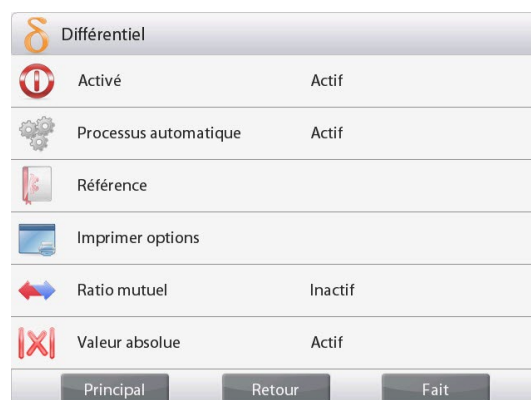 δ Différentiel
Activé Actif
Processus automatique Actif
Référence
Imprimer options
Ratio mutuel Inactif
|X| Valeur absolue Actif
Principal Retour Fait